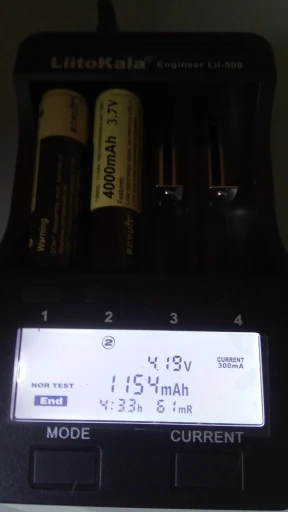 LiitoKala® Engineer Lii-500
Warning
4000mAh 3.7V
Features:
1 2 3 4
2
4.19V
CURRENT
300mA
NOR TEST
1154mAh
End
4:33h 61mR
MODE CURRENT